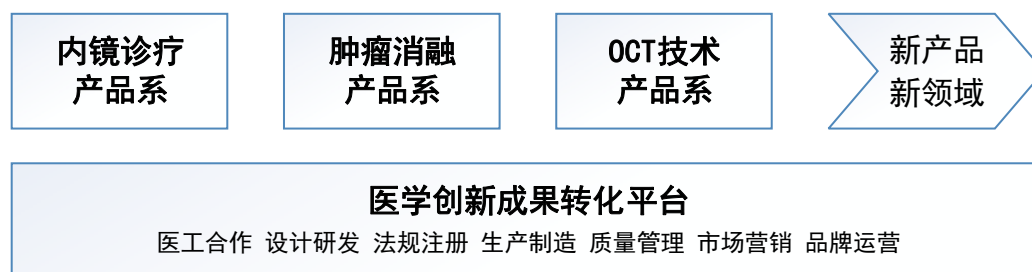 内镜诊疗
产品系
肿瘤消融
产品系
OCT技术
产品系
新产品
新领域
医学创新成果转化平台
医工合作 设计研发 法规注册 生产制造 质量管理 市场营销 品牌运营